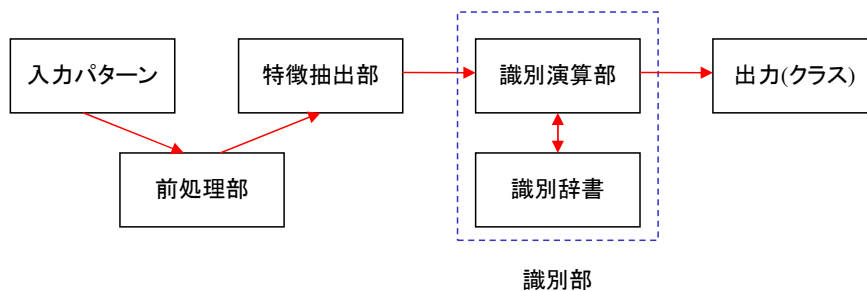 入力パターン
特徴抽出部
識別演算部
出力(クラス)
前処理部
識別辞書
識別部